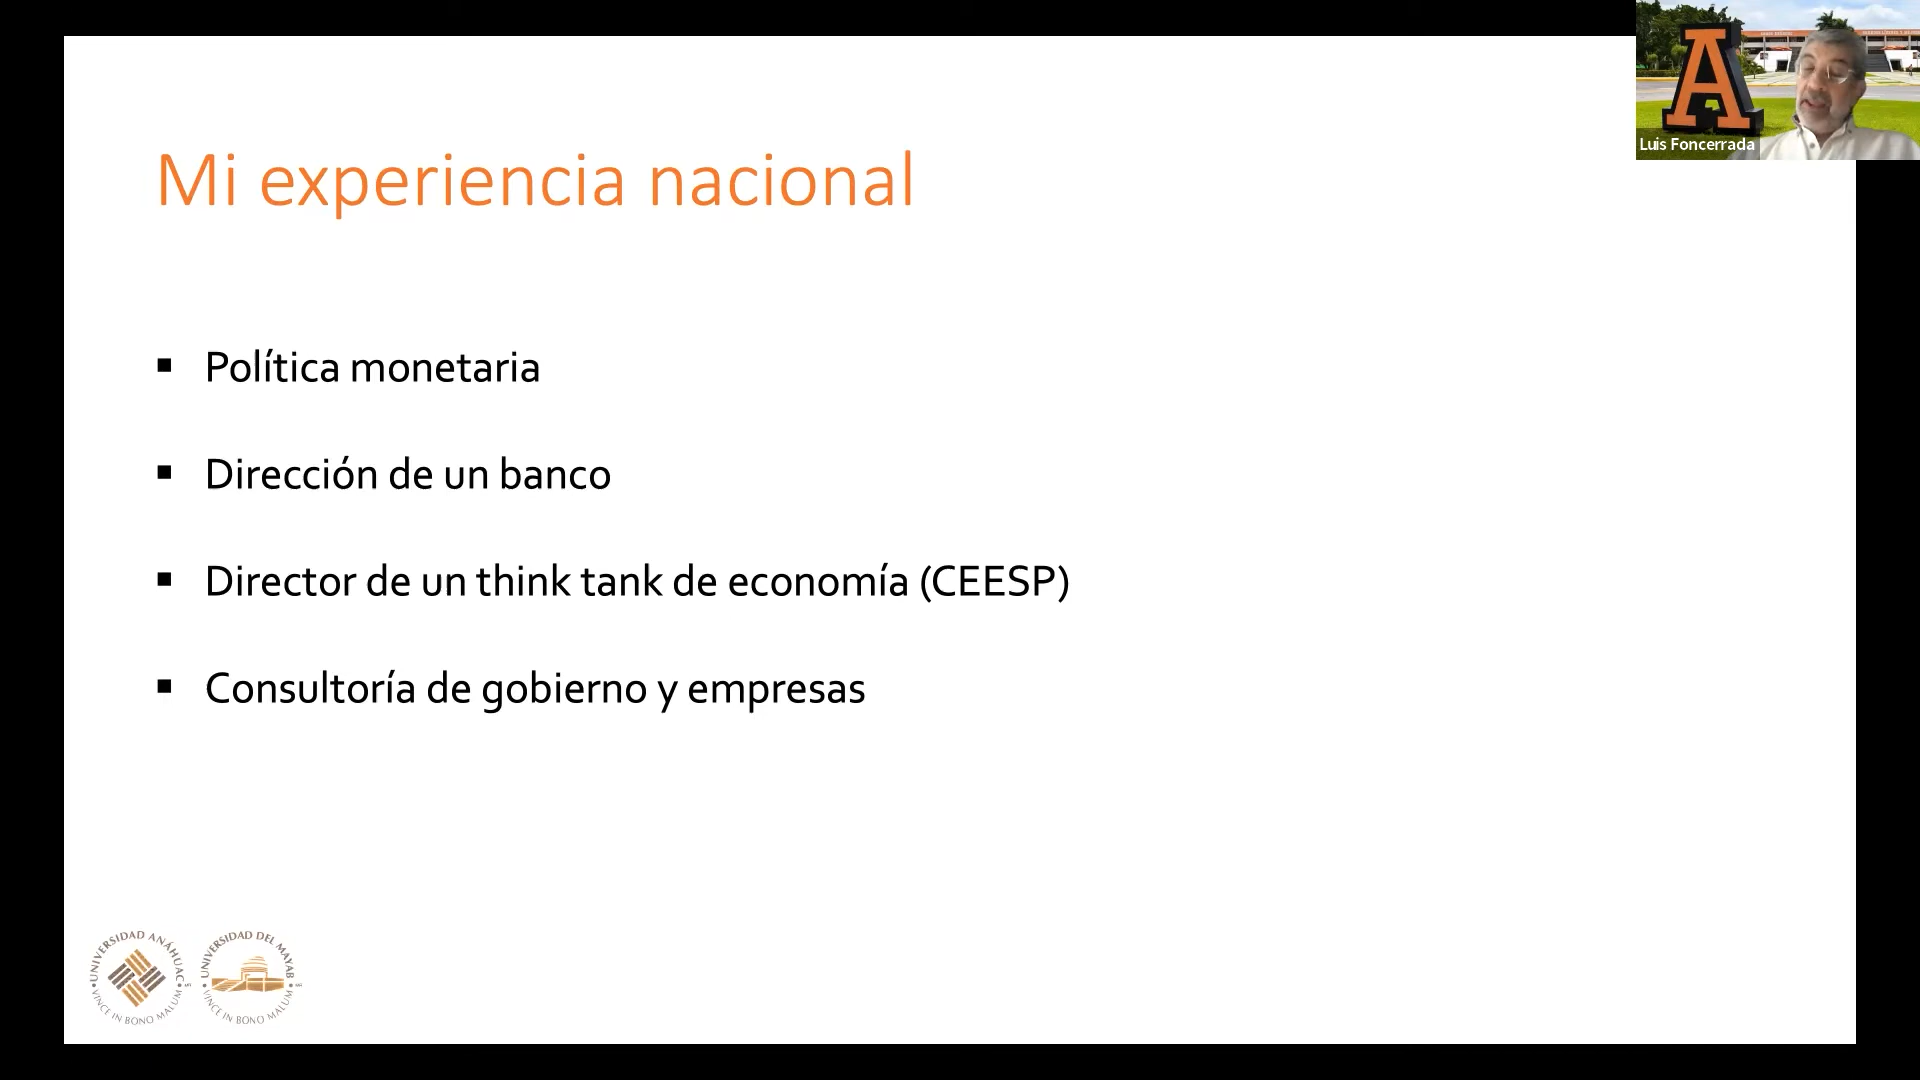 Luis Foncerrada
Mi experiencia nacional
▪ Política monetaria
▪ Dirección de un banco
▪ Director de un think tank de economía (CEESP)
▪ Consultoría de gobierno y empresas
UNIVERSIDAD ANÁHUAC
VINCE IN BONO MALUM
UNIVERSIDAD DEL MAYAB
VINCE IN BONO MALUM